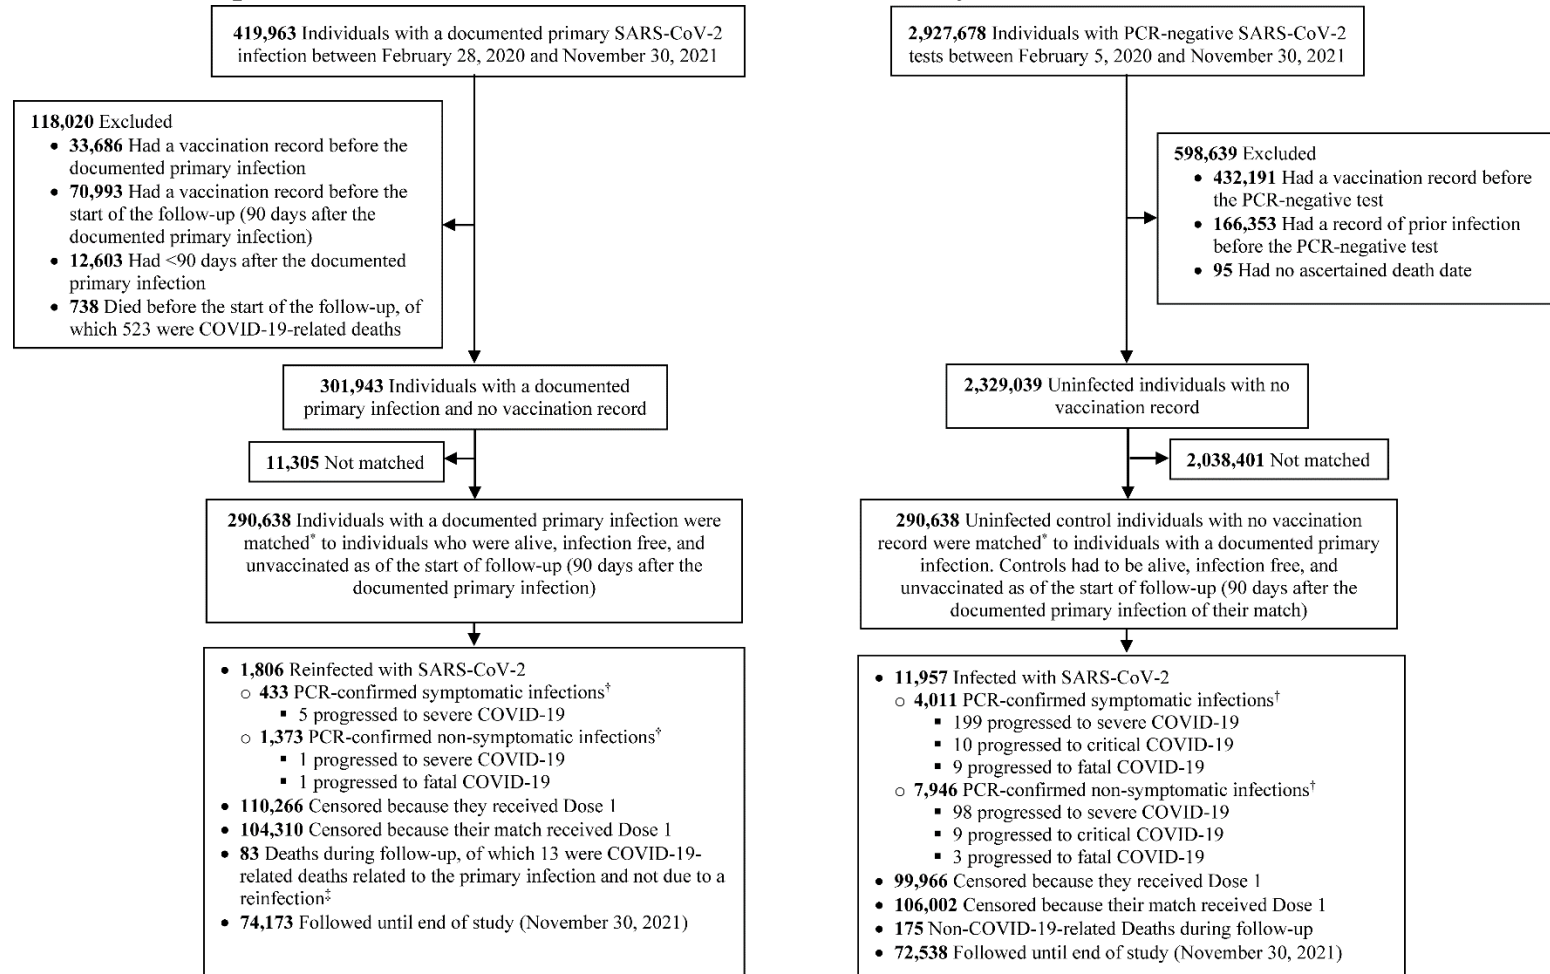 419,963 Individuals with a documented primary SARS-CoV-2
infection between February 28, 2020 and November 30, 2021
118,020 Excluded
• 33,686 Had a vaccination record before the
documented primary infection
• 70,993 Had a vaccination record before the
start of the follow-up (90 days after the
documented primary infection)
• 12,603 Had <90 days after the documented
primary infection
• 738 Died before the start of the follow-up, of
which 523 were COVID-19-related deaths
301,943 Individuals with a documented
primary infection and no vaccination record
11,305 Not matched
290,638 Individuals with a documented primary infection were
matched* to individuals who were alive, infection free, and
unvaccinated as of the start of follow-up (90 days after the
documented primary infection)
• 1,806 Reinfected with SARS-CoV-2
○ 433 PCR-confirmed symptomatic infections†
▪ 5 progressed to severe COVID-19
○ 1,373 PCR-confirmed non-symptomatic infections†
▪ 1 progressed to severe COVID-19
▪ 1 progressed to fatal COVID-19
• 110,266 Censored because they received Dose 1
• 104,310 Censored because their match received Dose 1
• 83 Deaths during follow-up, of which 13 were COVID-19-
related deaths related to the primary infection and not due to a
reinfection‡
• 74,173 Followed until end of study (November 30, 2021)
2,927,678 Individuals with PCR-negative SARS-CoV-2
tests between February 5, 2020 and November 30, 2021
598,639 Excluded
• 432,191 Had a vaccination record before
the PCR-negative test
• 166,353 Had a record of prior infection
before the PCR-negative test
• 95 Had no ascertained death date
2,329,039 Uninfected individuals with no
vaccination record
2,038,401 Not matched
290,638 Uninfected control individuals with no vaccination
record were matched* to individuals with a documented primary
infection. Controls had to be alive, infection free, and
unvaccinated as of the start of follow-up (90 days after the
documented primary infection of their match)
• 11,957 Infected with SARS-CoV-2
○ 4,011 PCR-confirmed symptomatic infections†
▪ 199 progressed to severe COVID-19
▪ 10 progressed to critical COVID-19
▪ 9 progressed to fatal COVID-19
○ 7,946 PCR-confirmed non-symptomatic infections†
▪ 98 progressed to severe COVID-19
▪ 9 progressed to critical COVID-19
▪ 3 progressed to fatal COVID-19
• 99,966 Censored because they received Dose 1
• 106,002 Censored because their match received Dose 1
• 175 Non-COVID-19-related Deaths during follow-up
• 72,538 Followed until end of study (November 30, 2021)